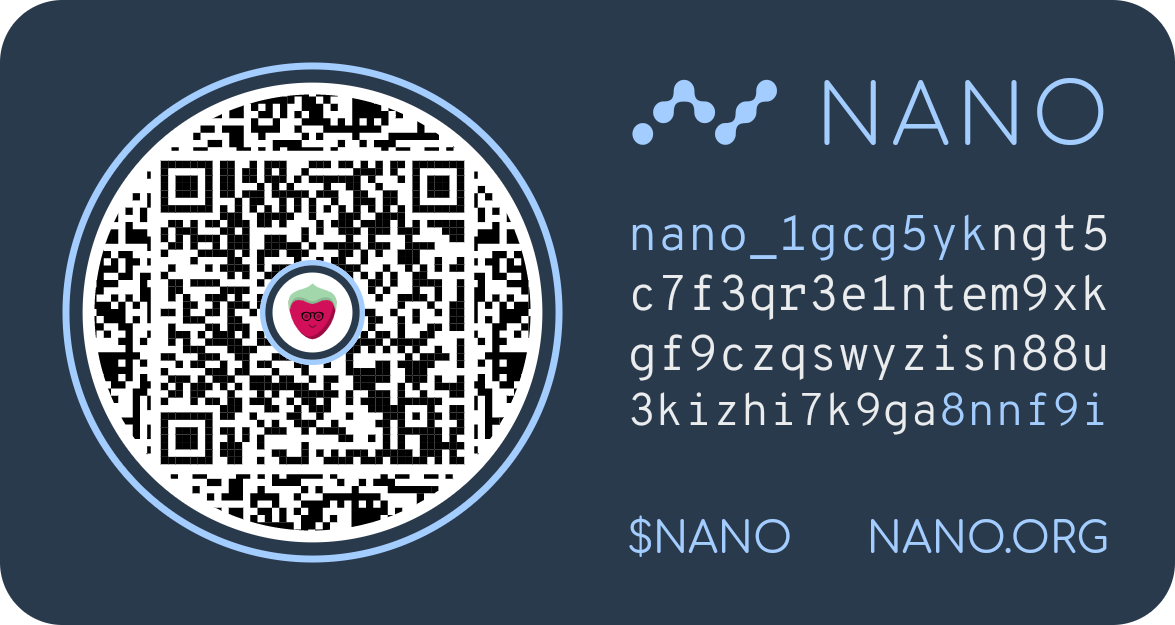 NANO
nano_1gcg5ykngt5
c7f3qr3e1ntem9xk
gf9czqswyzisn88u
3kizhi7k9ga8nnf9i
$NANO NANO.ORG